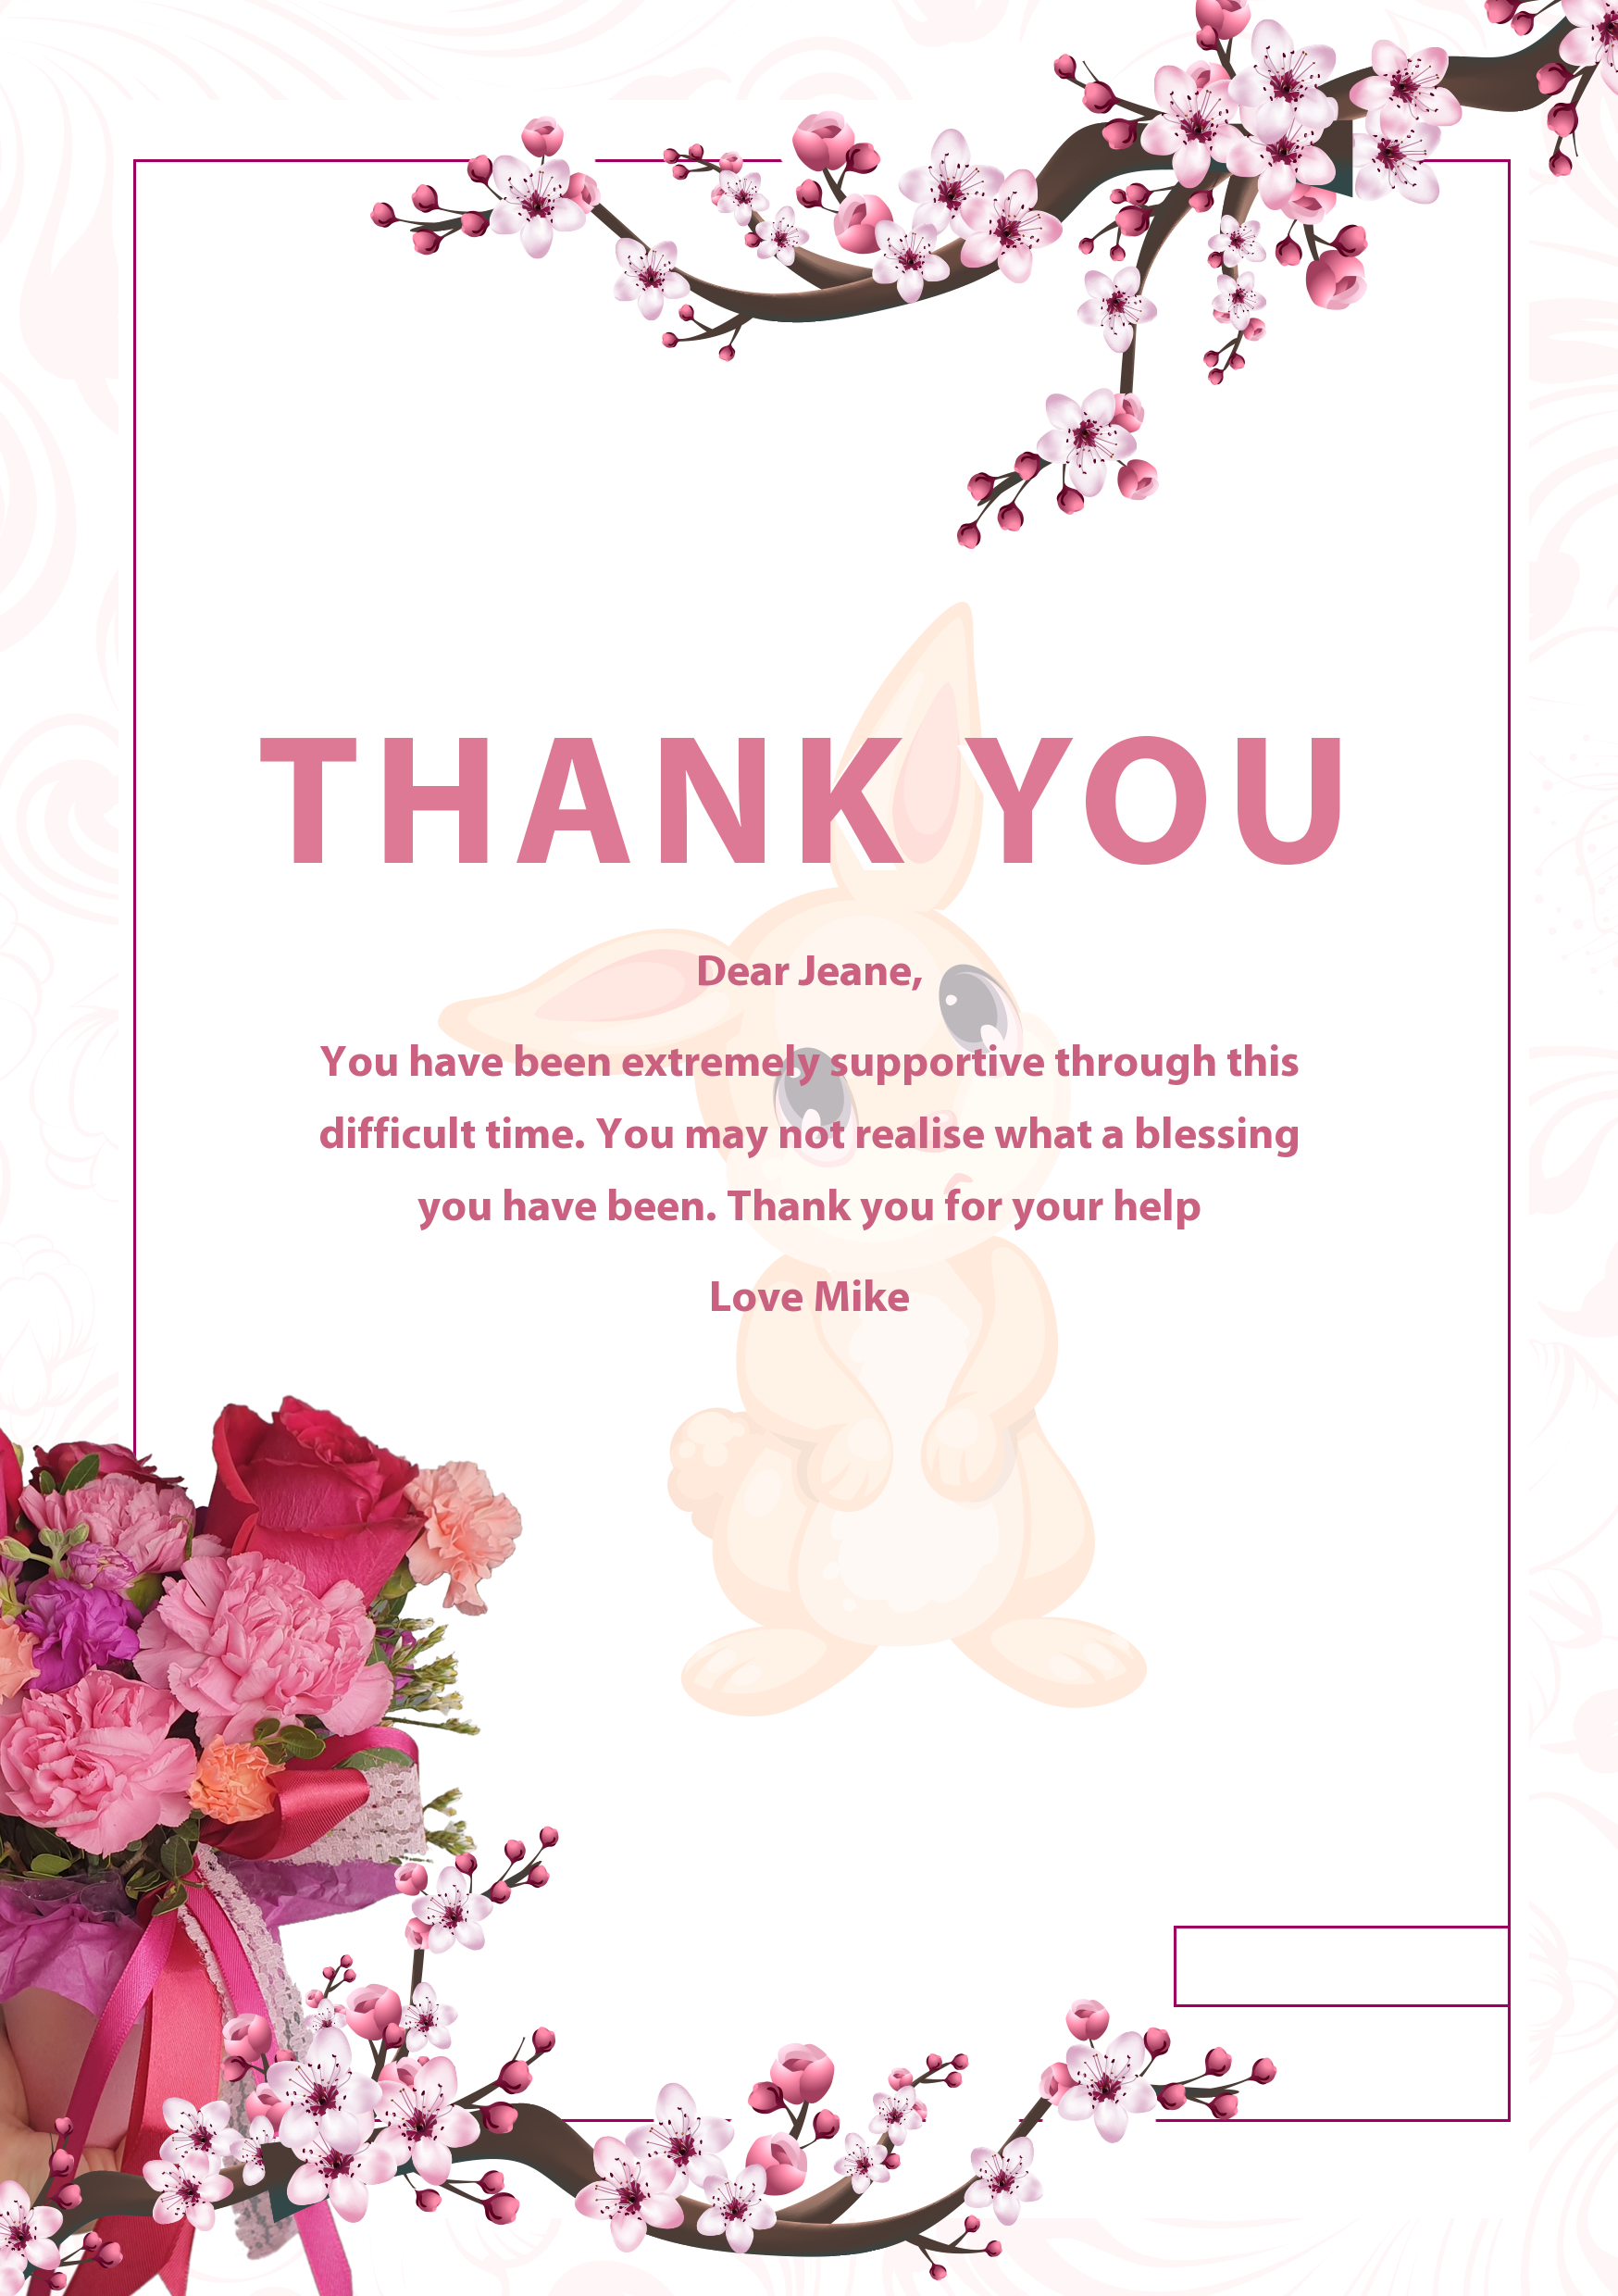 THANK YOU
Dear Jeane,
You have been extremely supportive through this
difficult time. You may not realise what a blessing
you have been. Thank you for your help
Love Mike